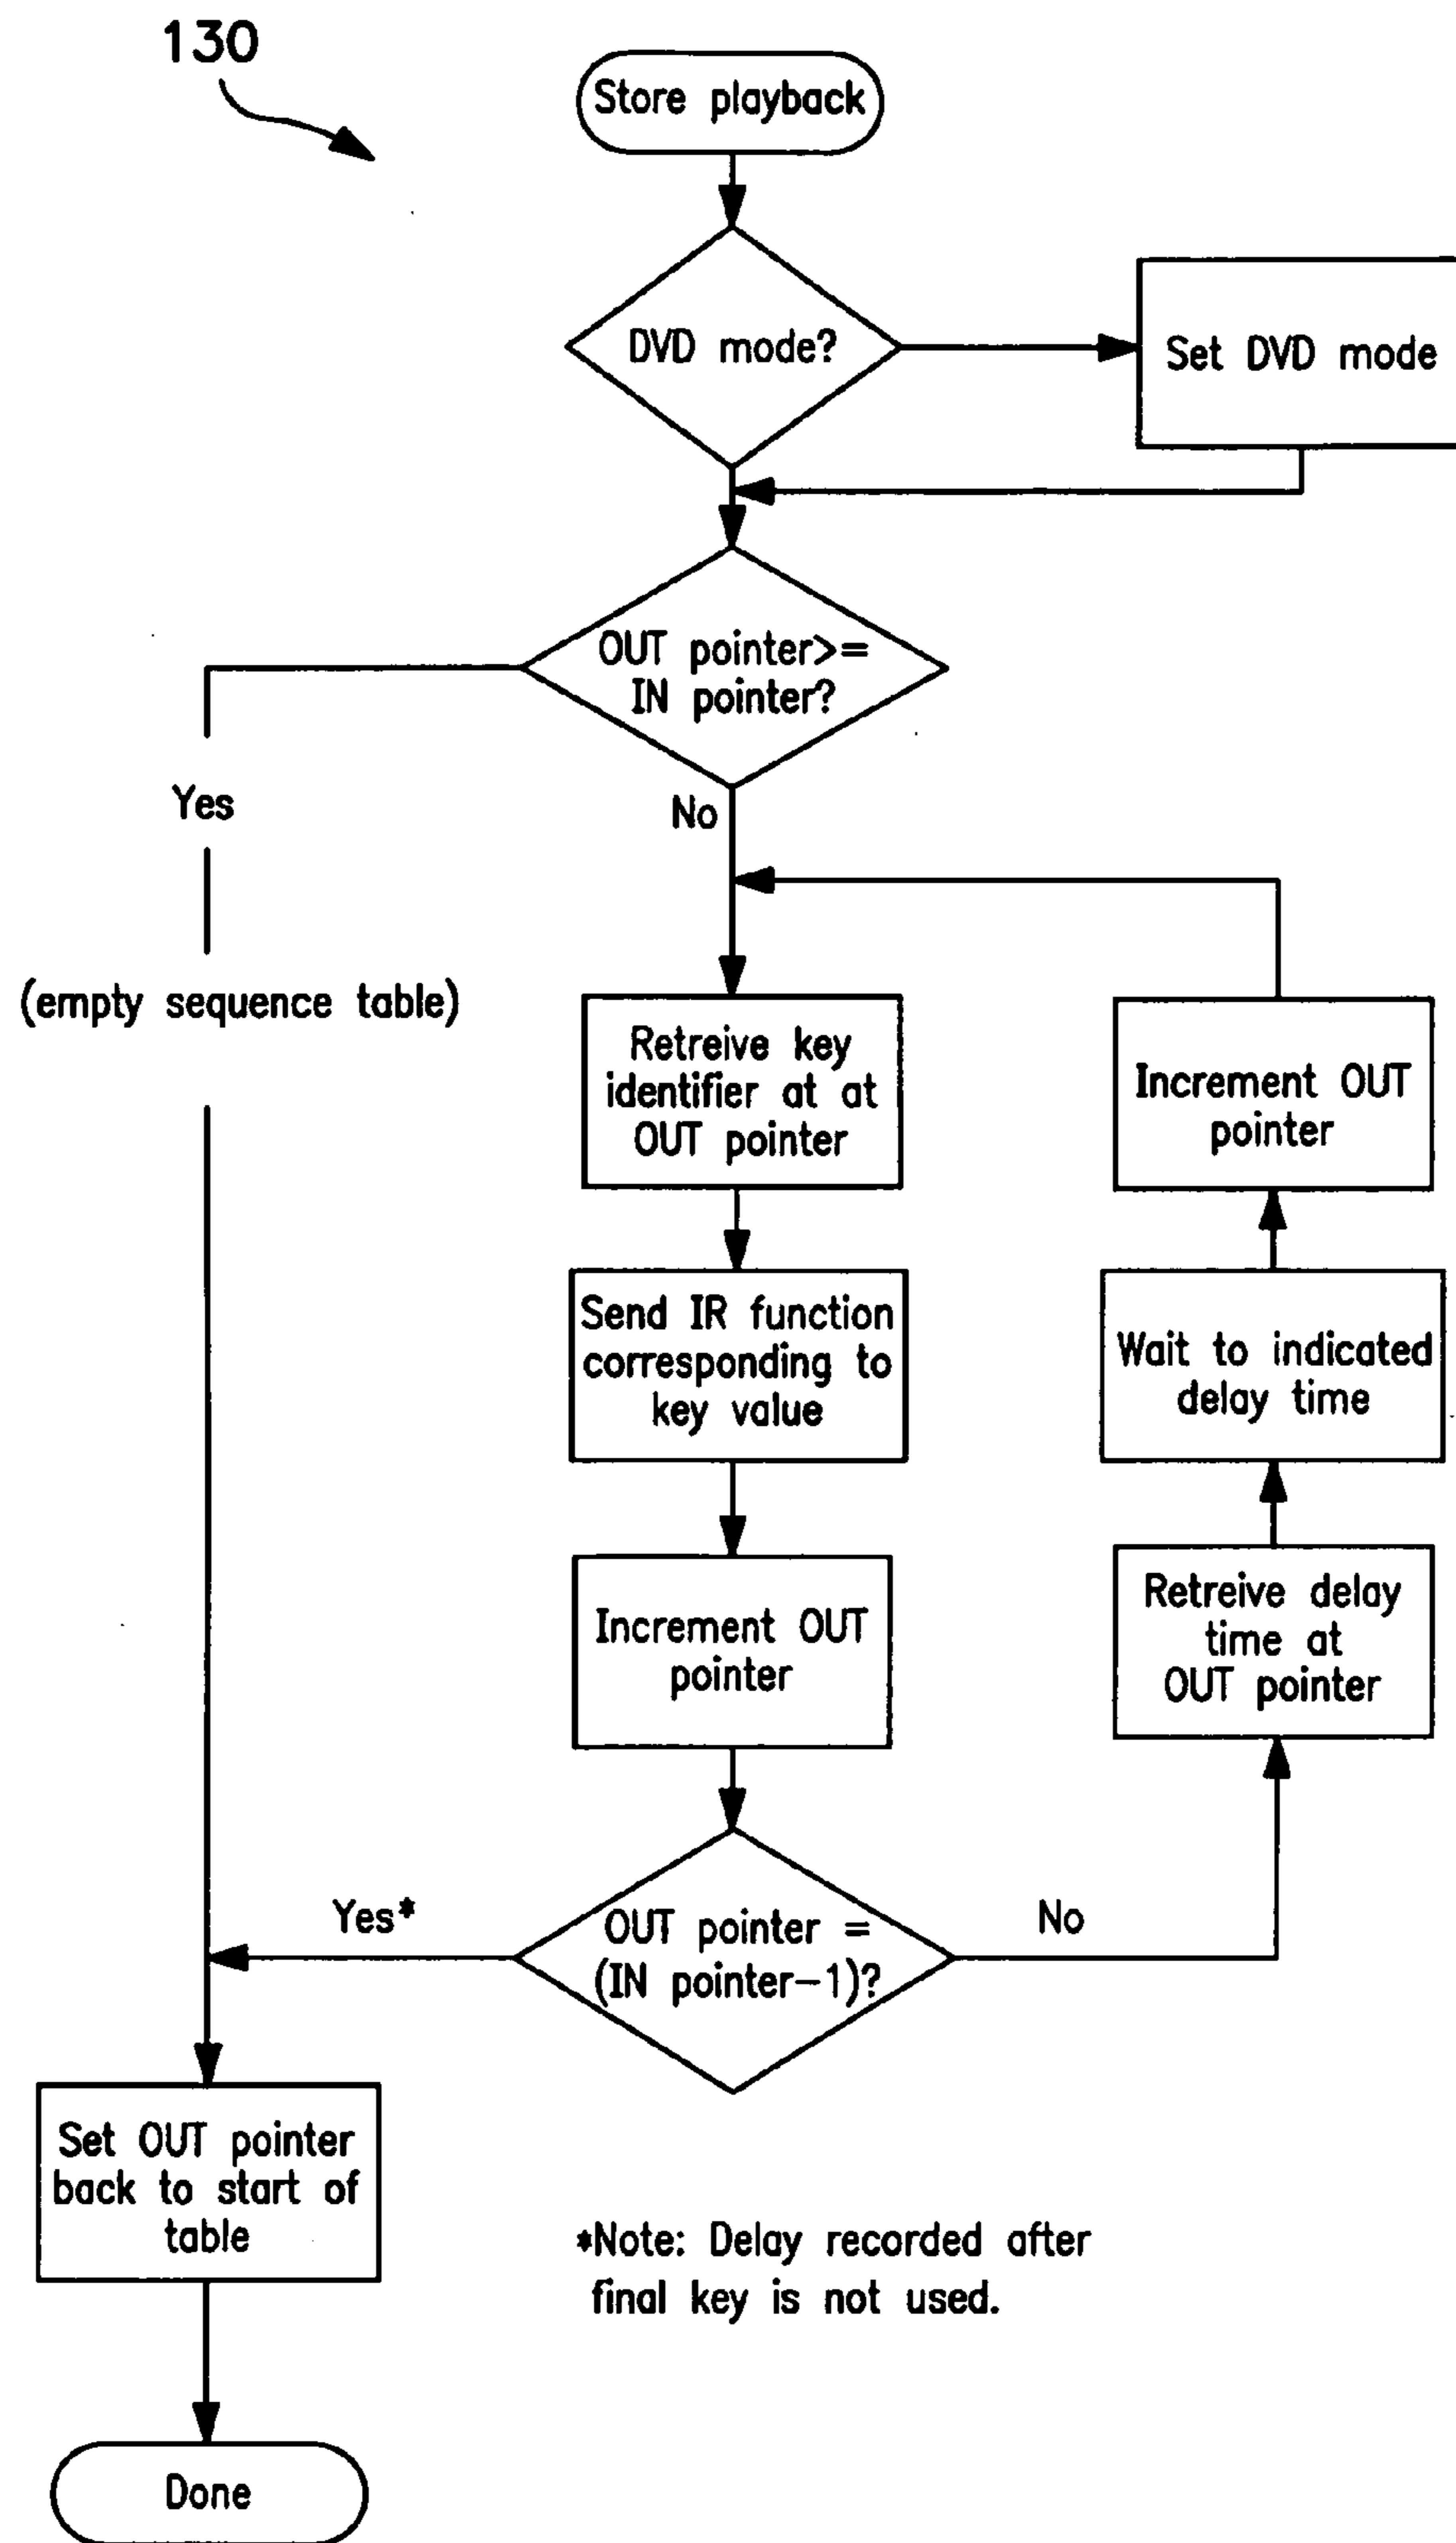 130
Store playback
DVD mode?
Set DVD mode
OUT pointer>=
IN pointer?
Yes
No
(empty sequence table)
Retreive key
identifier at at
OUT pointer
Increment OUT
pointer
Send IR function
corresponding to
key value
Wait to indicated
delay time
Increment OUT
pointer
Retreive delay
time at
OUT pointer
Yes*
OUT pointer =
(IN pointer-1)?
No
Set OUT pointer
back to start of
table
*Note: Delay recorded after
final key is not used.
Done